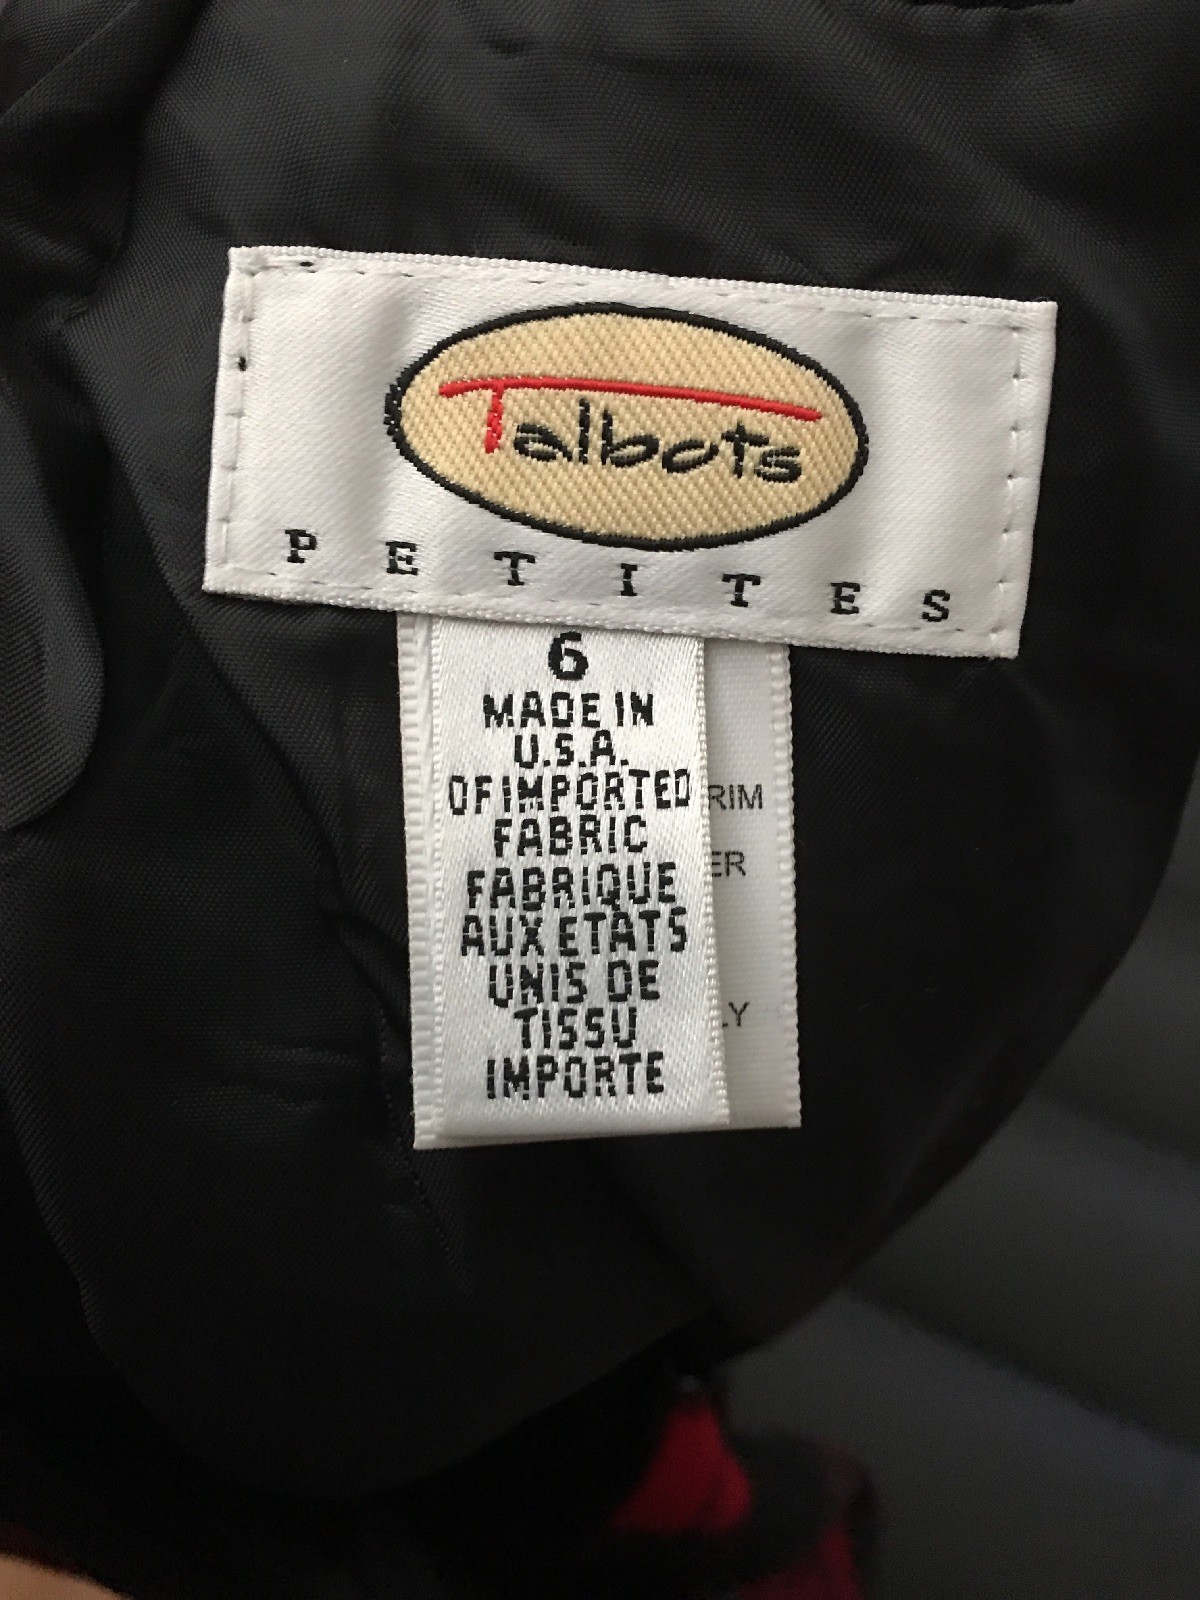 Talbots
PETITES
6
MADE IN
U.S.A.
OF IMPORTED
FABRIC
FABRIQUE
AUX ETATS
UNIS DE
TISSU
IMPORTE